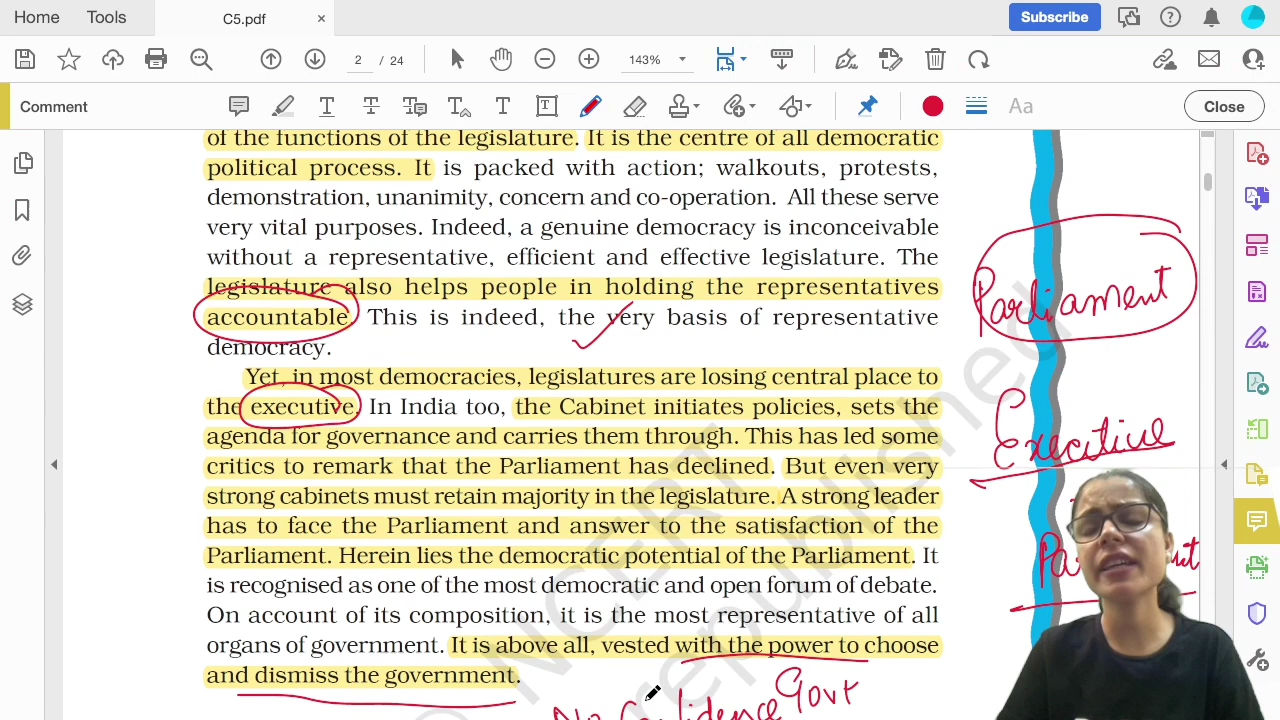 Home Tools C5.pdf × Subscribe
2 / 24 143%
Comment Aa Close
of the functions of the legislature. It is the centre of all democratic
political process. It is packed with action; walkouts, protests,
demonstration, unanimity, concern and co-operation. All these serve
very vital purposes. Indeed, a genuine democracy is inconceivable
without a representative, efficient and effective legislature. The
legislature also helps people in holding the representatives
accountable. This is indeed, the very basis of representative
democracy.
Yet, in most democracies, legislatures are losing central place to
the executive. In India too, the Cabinet initiates policies, sets the
agenda for governance and carries them through. This has led some
critics to remark that the Parliament has declined. But even very
strong cabinets must retain majority in the legislature. A strong leader
has to face the Parliament and answer to the satisfaction of the
Parliament. Herein lies the democratic potential of the Parliament. It
is recognised as one of the most democratic and open forum of debate.
On account of its composition, it is the most representative of all
organs of government. It is above all, vested with the power to choose
and dismiss the government.
Parliament
Executive
No Confidence Govt
© NCERT
republished